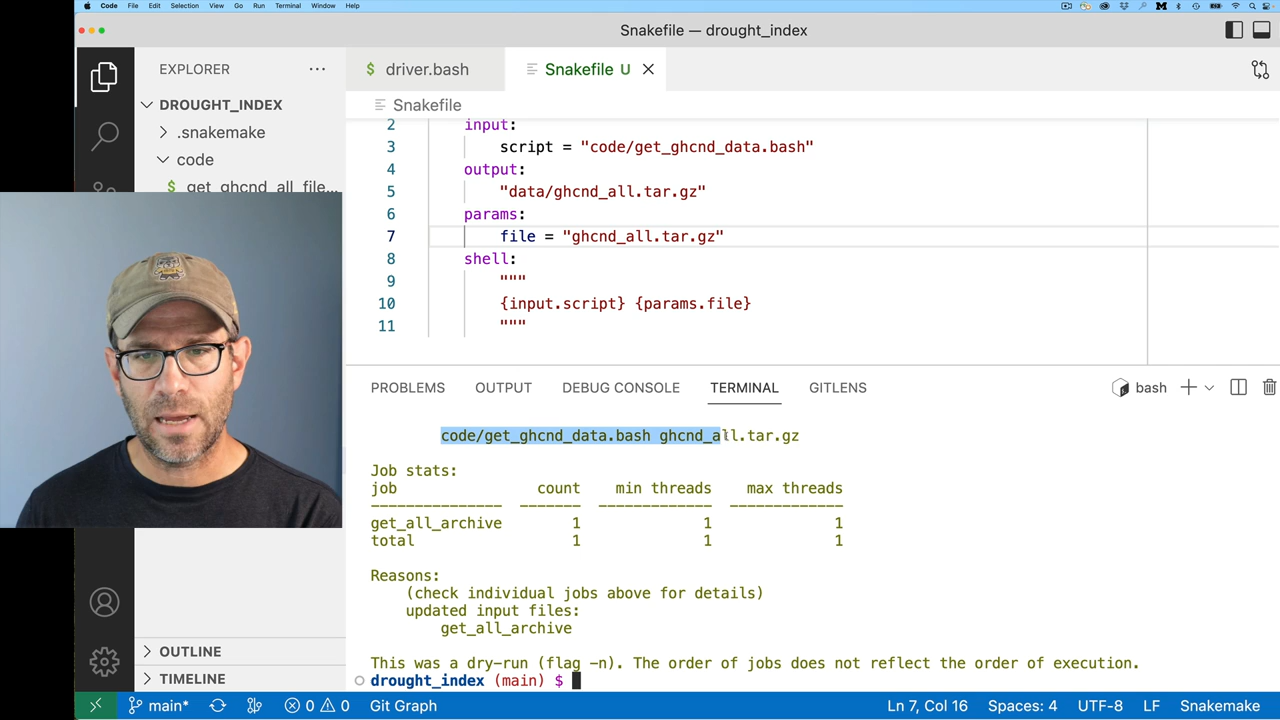 Code File Edit Selection View Go Run Terminal Window Help
Snakefile — drought_index
EXPLORER
$ driver.bash
Snakefile U
DROUGHT_INDEX
Snakefile
.snakemake
code
$ get_ghcnd_all_file...
2 input:
3 script = "code/get_ghcnd_data.bash"
4 output:
5 "data/ghcnd_all.tar.gz"
6 params:
7 file = "ghcnd_all.tar.gz"
8 shell:
9 """
10 {input.script} {params.file}
11 """
PROBLEMS OUTPUT DEBUG CONSOLE TERMINAL GITLENS
bash
code/get_ghcnd_data.bash ghcnd_all.tar.gz
Job stats:
job count min threads max threads
--------------- ------- ------------- -------------
get_all_archive 1 1 1
total 1 1 1
Reasons:
(check individual jobs above for details)
updated input files:
get_all_archive
This was a dry-run (flag -n). The order of jobs does not reflect the order of execution.
drought_index (main) $
OUTLINE
TIMELINE
main* 0 0 Git Graph Ln 7, Col 16 Spaces: 4 UTF-8 LF Snakemake